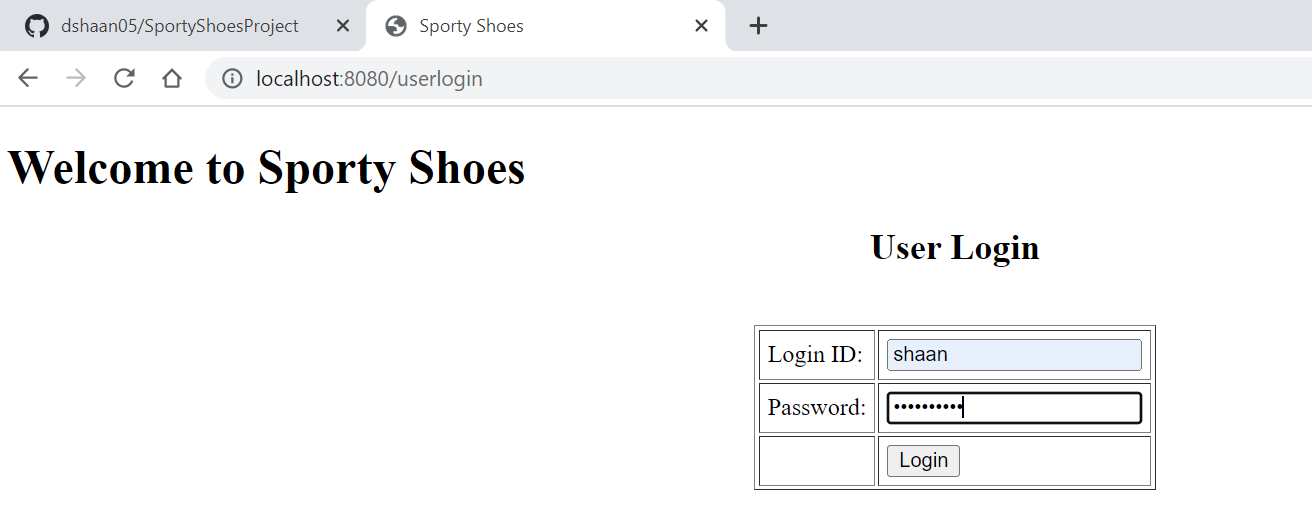 dshaan05/SportyShoesProject
Sporty Shoes
localhost:8080/userlogin
Welcome to Sporty Shoes
User Login
Login ID: shaan
Password: ••••••••••
Login